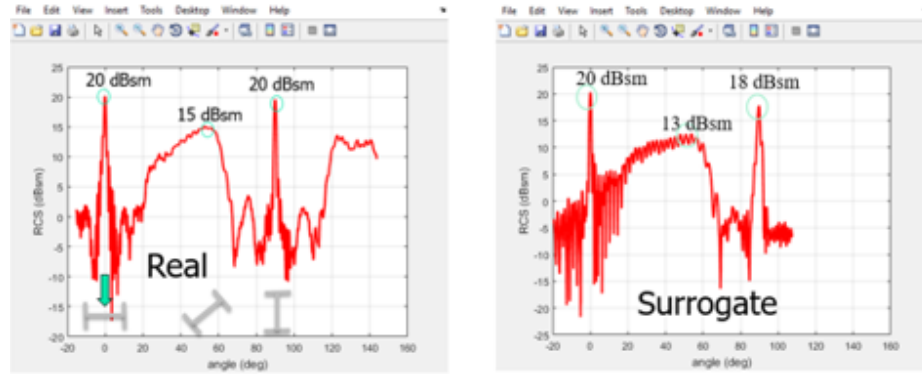 File Edit View Insert Tools Desktop Window Help
20 dBsm
20 dBsm
15 dBsm
RCS (dBsm)
25
20
15
10
5
0
-5
-10
-15
-20
Real
-20 0 20 40 60 80 100 120 140 160
angle (deg)
File Edit View Insert Tools Desktop Window Help
20 dBsm
18 dBsm
13 dBsm
RCS (dBsm)
25
20
15
10
5
0
-5
-10
-15
-20
-25
Surrogate
-20 0 20 40 60 80 100 120 140 160
angle (deg)